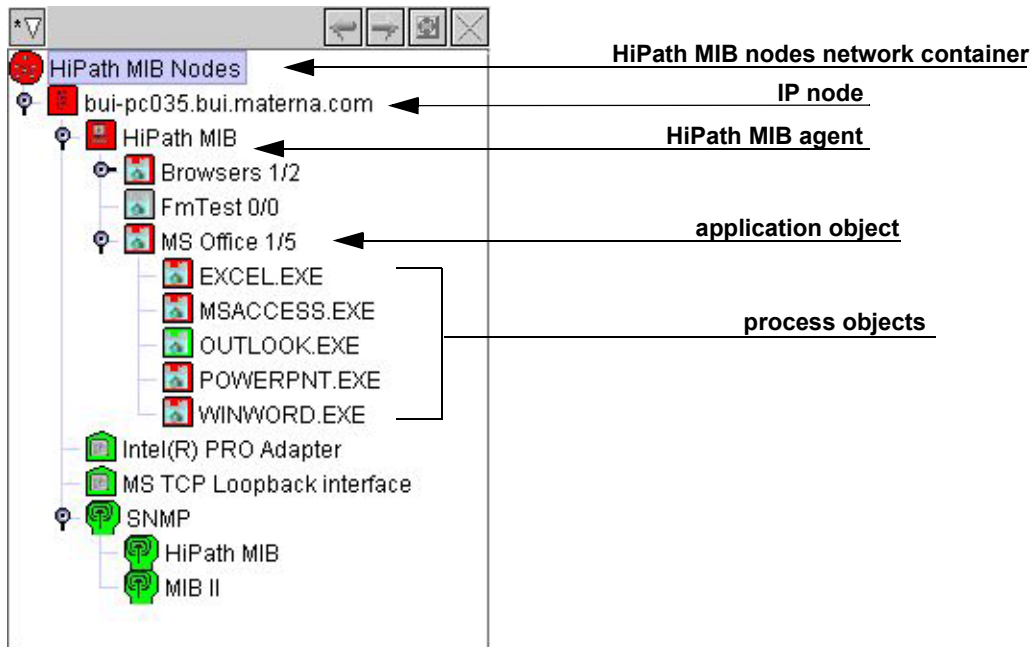 HiPath MIB Nodes
HiPath MIB nodes network container
bui-pc035.bui.materna.com
IP node
HiPath MIB
HiPath MIB agent
Browsers 1/2
FmTest 0/0
MS Office 1/5
application object
EXCEL.EXE
MSACCESS.EXE
OUTLOOK.EXE
process objects
POWERPNT.EXE
WINWORD.EXE
Intel(R) PRO Adapter
MS TCP Loopback interface
SNMP
HiPath MIB
MIB II